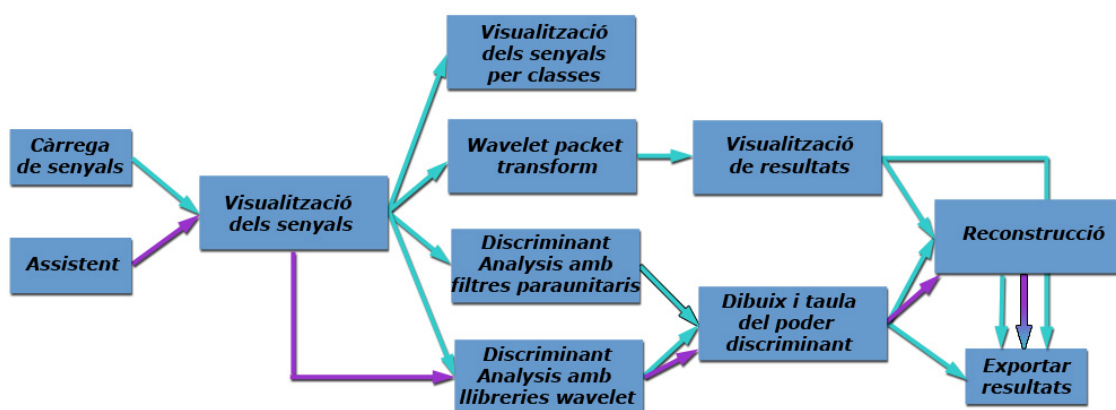 Visualització
dels senyals
per classes
Càrrega
de senyals
Wavelet packet
transform
Visualització
de resultats
Visualització
dels senyals
Reconstrucció
Assistent
Discriminant
Analysis amb
filtres paraunitaris
Dibuix i taula
del poder
discriminant
Discriminant
Analysis amb
llibreries wavelet
Exportar
resultats